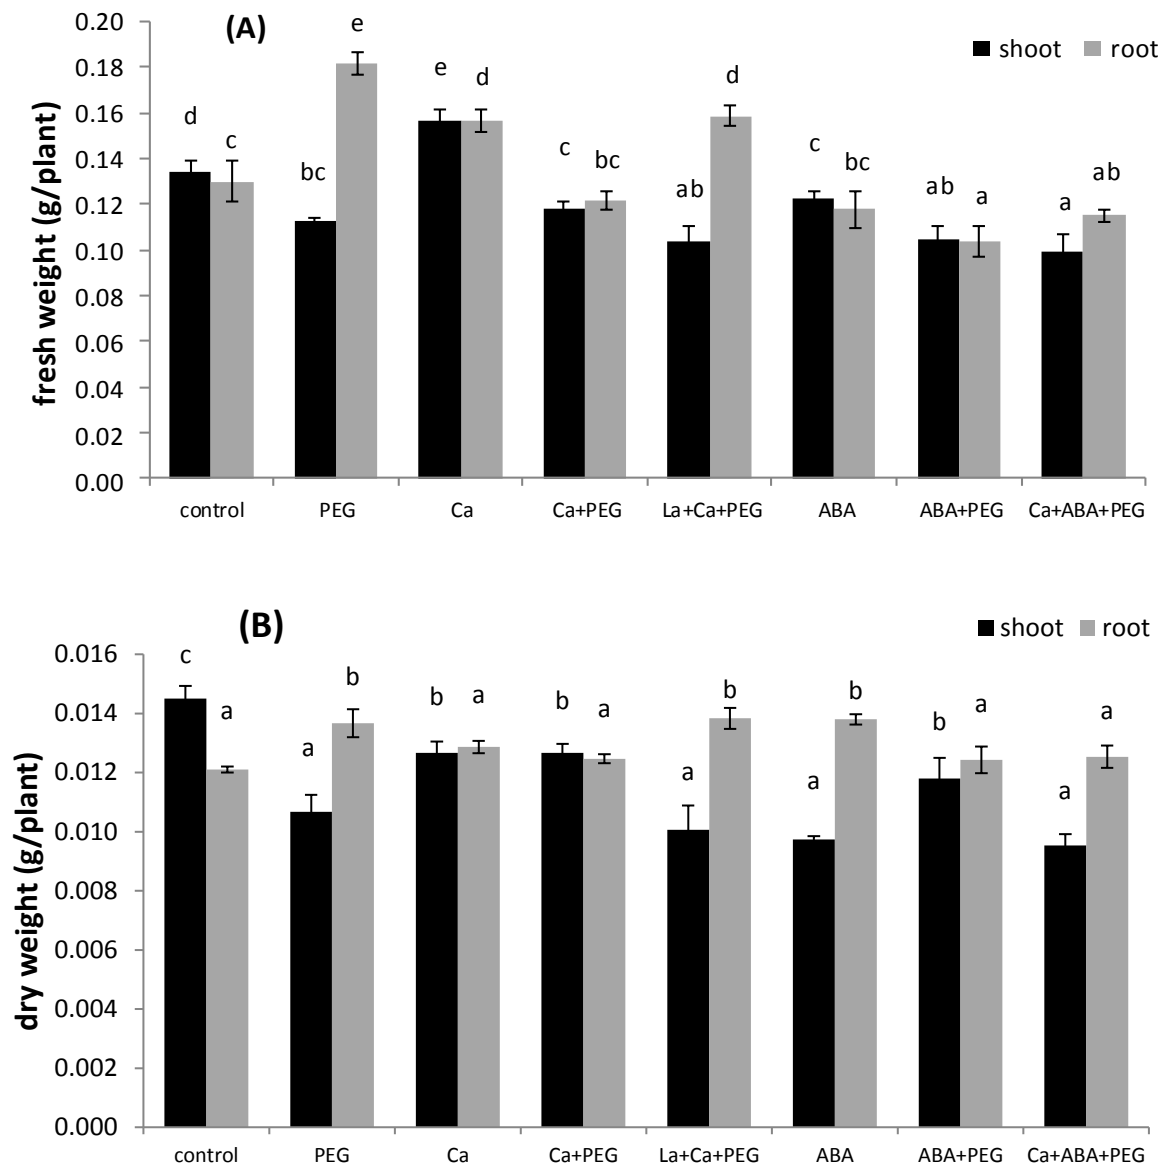 (A)
shoot root
fresh weight (g/plant)
0.20
0.18
0.16
0.14
0.12
0.10
0.08
0.06
0.04
0.02
0.00
d c bc e e d c bc ab d c bc ab a a ab
control PEG Ca Ca+PEG La+Ca+PEG ABA ABA+PEG Ca+ABA+PEG
(B)
shoot root
dry weight (g/plant)
0.016
0.014
0.012
0.010
0.008
0.006
0.004
0.002
0.000
c a a b b a b a a b a b b a a a
control PEG Ca Ca+PEG La+Ca+PEG ABA ABA+PEG Ca+ABA+PEG